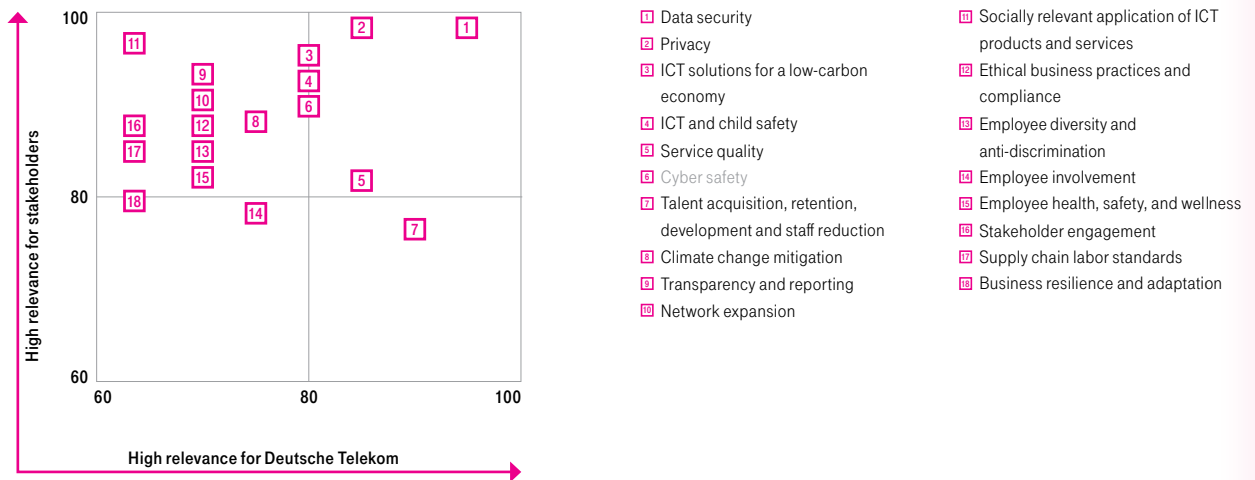 100
80
60
60
80
100
High relevance for stakeholders
High relevance for Deutsche Telekom
11
9
10
16
12
17
13
15
18
8
14
2
1
3
4
6
5
7
1 Data security
2 Privacy
3 ICT solutions for a low-carbon
economy
4 ICT and child safety
5 Service quality
6 Cyber safety
7 Talent acquisition, retention,
development and staff reduction
8 Climate change mitigation
9 Transparency and reporting
10 Network expansion
11 Socially relevant application of ICT
products and services
12 Ethical business practices and
compliance
13 Employee diversity and
anti-discrimination
14 Employee involvement
15 Employee health, safety, and wellness
16 Stakeholder engagement
17 Supply chain labor standards
18 Business resilience and adaptation